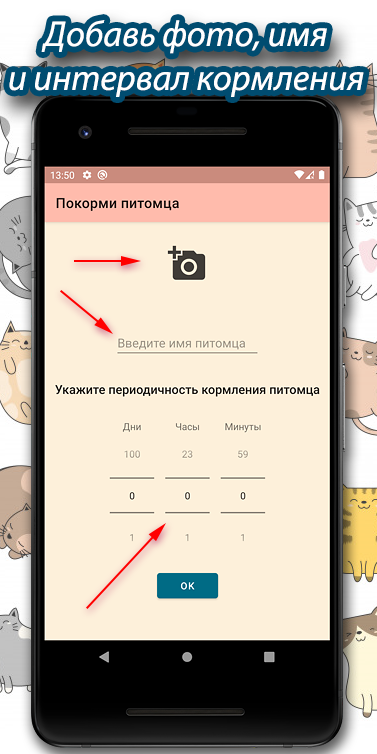 Добавь фото, имя
и интервал кормления
13:50
Покорми питомца
Введите имя питомца
Укажите периодичность кормления питомца
Дни Часы Минуты
100 23 59
0 0 0
1 1 1
ОК